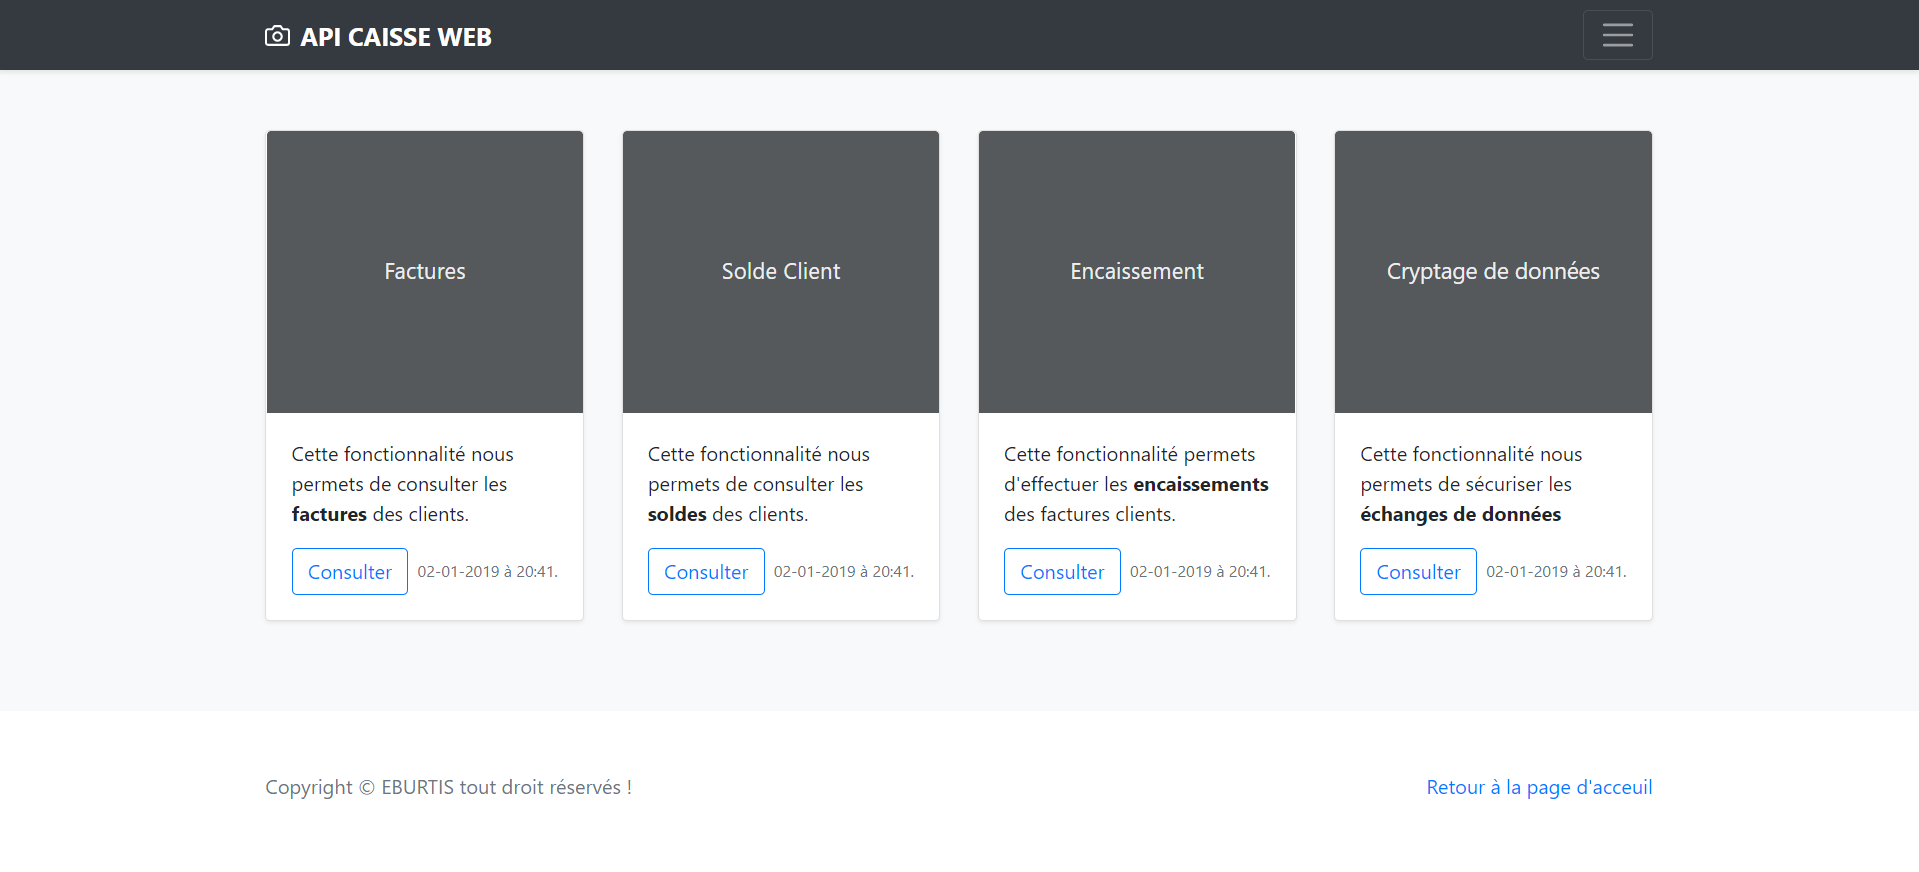 API CAISSE WEB
Factures
Cette fonctionnalité nous
permets de consulter les
factures des clients.
Consulter 02-01-2019 à 20:41.
Solde Client
Cette fonctionnalité nous
permets de consulter les
soldes des clients.
Consulter 02-01-2019 à 20:41.
Encaissement
Cette fonctionnalité permets
d'effectuer les encaissements
des factures clients.
Consulter 02-01-2019 à 20:41.
Cryptage de données
Cette fonctionnalité nous
permets de sécuriser les
échanges de données
Consulter 02-01-2019 à 20:41.
Copyright © EBURTIS tout droit réservés !
Retour à la page d'acceuil